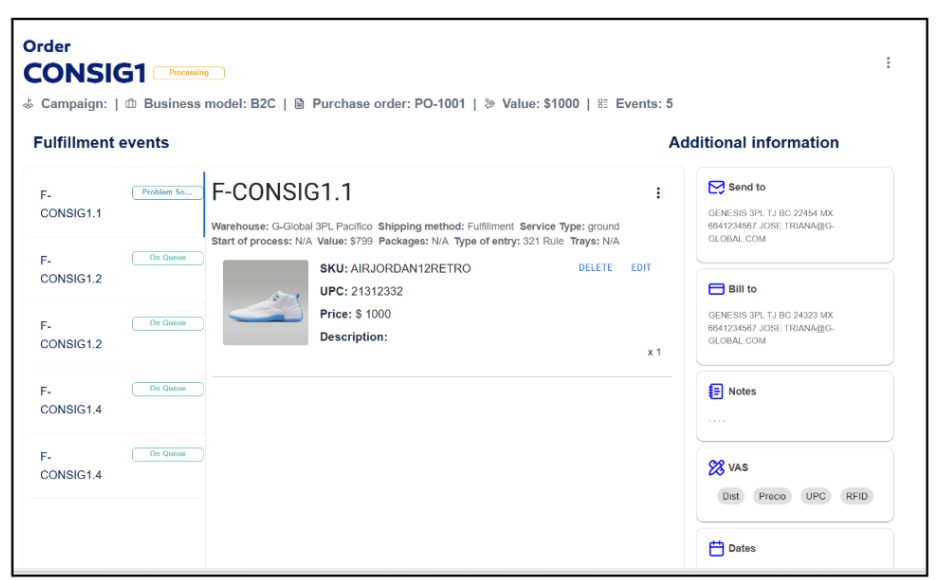 Order
CONSIG1 Processing
Campaign: | Business model: B2C | Purchase order: PO-1001 | Value: $1000 | Events: 5
Fulfillment events
Additional information
F-CONSIG1.1
Problem So...
F-CONSIG1.2
On Queue
F-CONSIG1.2
On Queue
F-CONSIG1.4
On Queue
F-CONSIG1.4
On Queue
F-CONSIG1.1
Warehouse: G-Global 3PL Pacifico Shipping method: Fulfillment Service Type: ground
Start of process: N/A Value: $799 Packages: N/A Type of entry: 321 Rule Trays: N/A
SKU: AIRJORDAN12RETRO
DELETE EDIT
UPC: 21312332
Price: $ 1000
Description:
x 1
Send to
GENESIS 3PL TJ BC 22454 MX
6641234567 JOSE TRIANA@G-
GLOBAL.COM
Bill to
GENESIS 3PL TJ BC 24323 MX
6641234567 JOSE TRIANA@G-
GLOBAL.COM
Notes
. . . .
VAS
Dist Precio UPC RFID
Dates